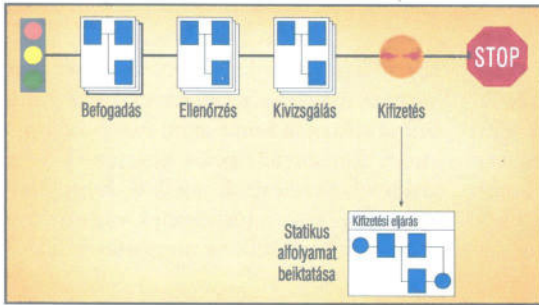 STOP
Befogadás
Ellenőrzés
Kivizsgálás
Kifizetés
Kifizetési eljárás
Statikus
alfolyamat
beiktatása